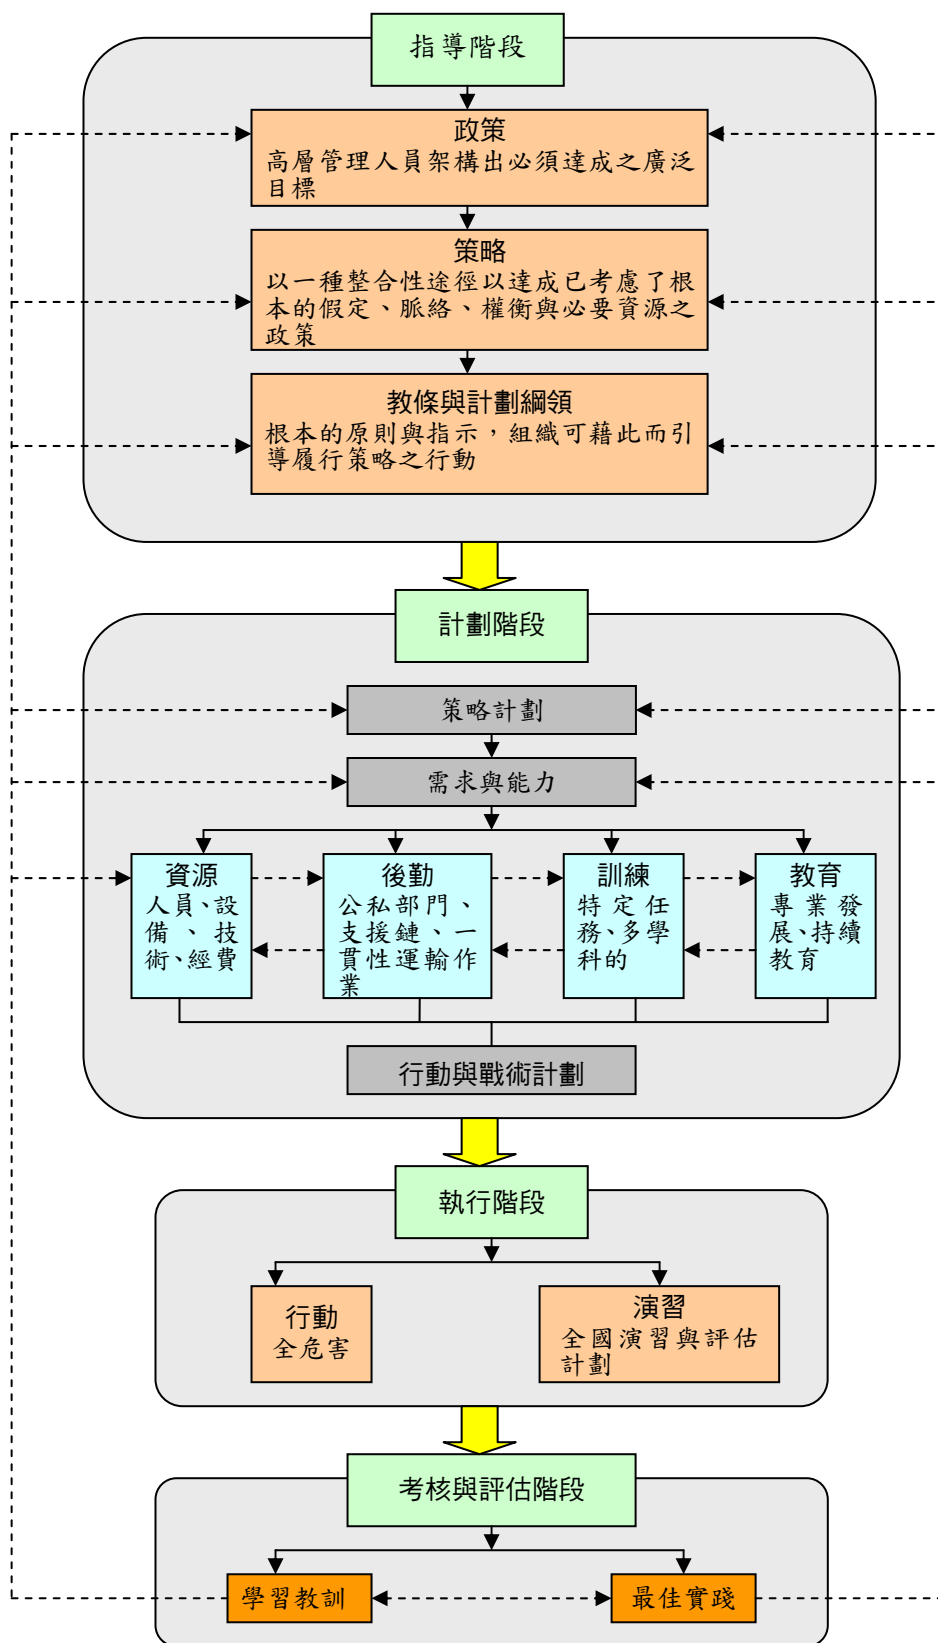 指導階段
政策
高層管理人員架構出必須達成之廣泛
目標
策略
以一種整合性途徑以達成已考慮了根
本的假定、脈絡、權衡與必要資源之
政策
教條與計劃綱領
根本的原則與指示，組織可藉此而引
導履行策略之行動
計劃階段
策略計劃
需求與能力
資源
人員、設
備、技
術、經費
後勤
公私部門、
支援鏈、一
貫性運輸作
業
訓練
特定任
務、多學
科的
教育
專業發
展、持續
教育
行動與戰術計劃
執行階段
行動
全危害
演習
全國演習與評估
計劃
考核與評估階段
學習教訓
最佳實踐